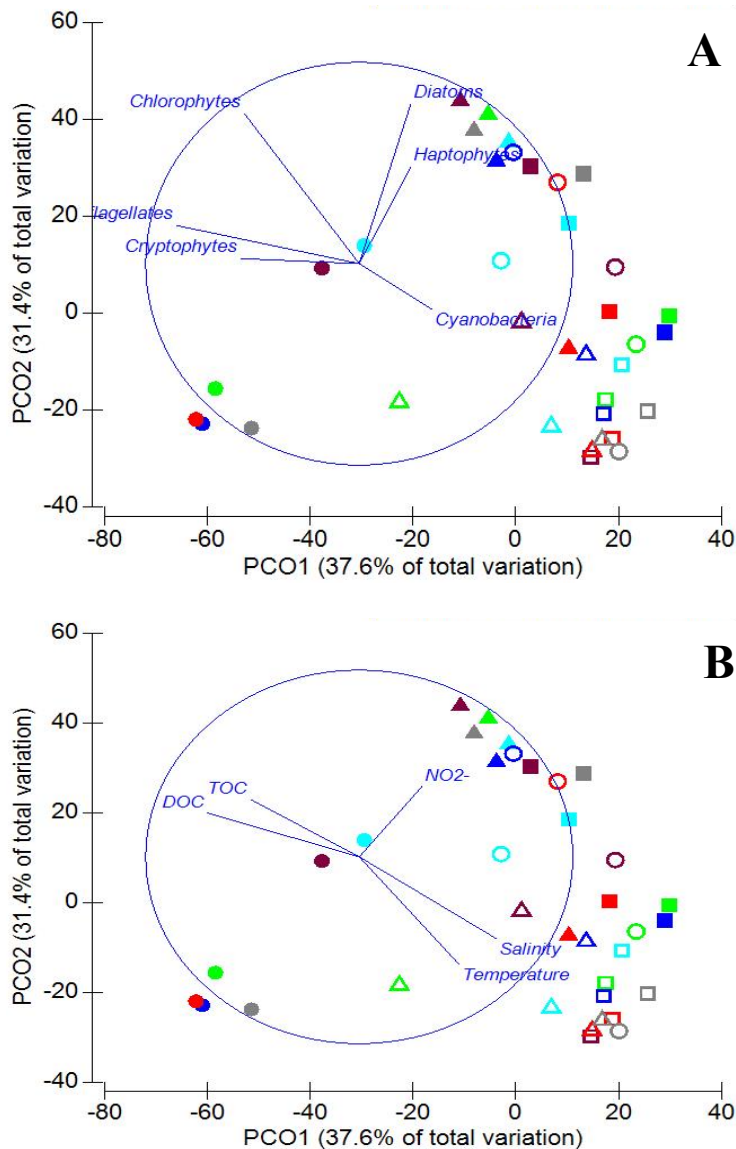 A
60
40
20
0
-20
-40
PCO2 (31.4% of total variation)
Diatoms
Chlorophytes
Haptophytes
lagellates
Cryptophytes
Cyanobacteria
-80 -60 -40 -20 0 20 40
PCO1 (37.6% of total variation)
B
60
40
20
0
-20
-40
PCO2 (31.4% of total variation)
NO2-
TOC
DOC
Salinity
Temperature
-80 -60 -40 -20 0 20 40
PCO1 (37.6% of total variation)